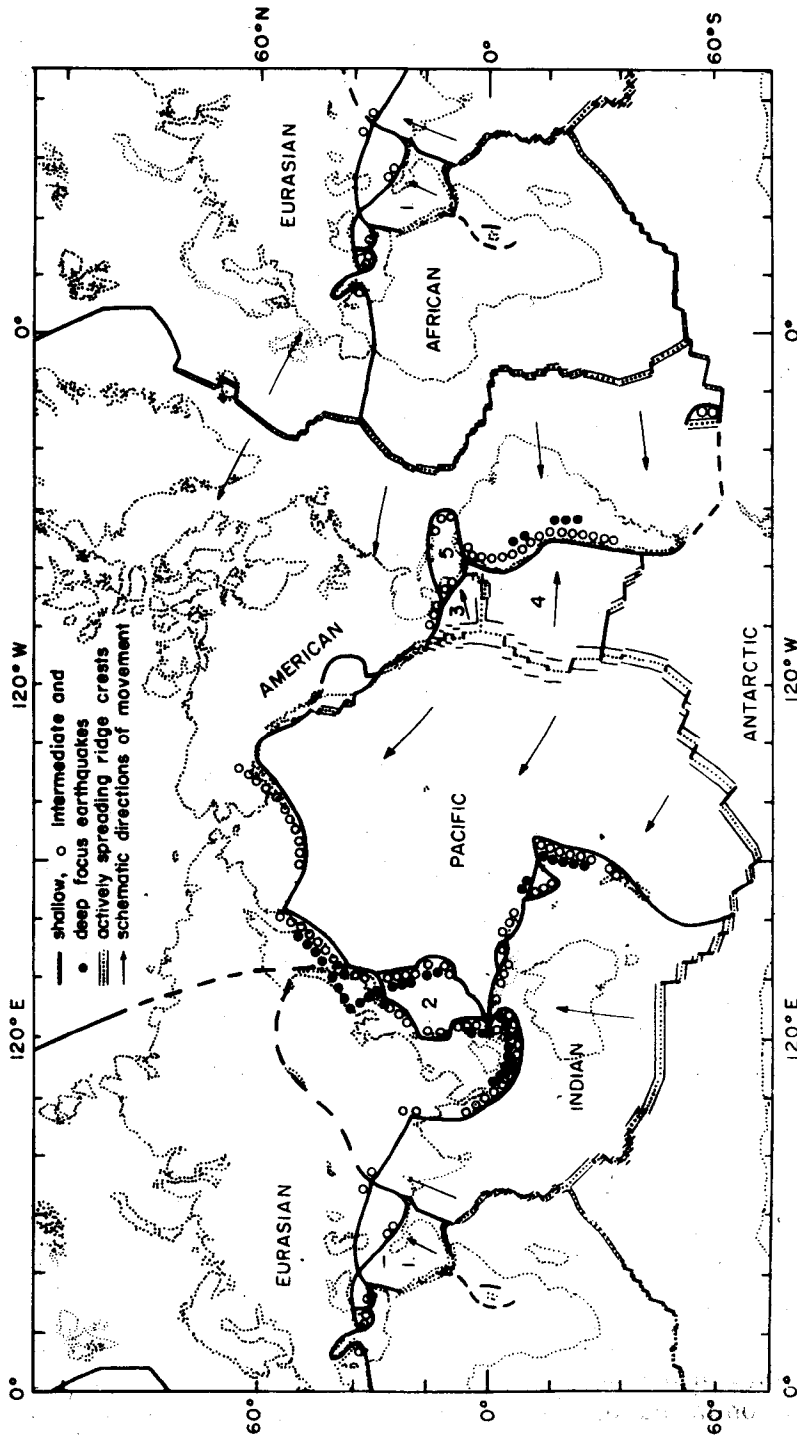 120° W
120° E
0°
0°
60° N
0°
60° S
shallow, o intermediate and
• deep focus earthquakes
actively spreading ridge crests
schematic directions of movement
EURASIAN
EURASIAN
AMERICAN
AFRICAN
PACIFIC
INDIAN
ANTARCTIC
1
1
2
3
4
5
60°
0°
60°
0°
120° E
120° W
0°